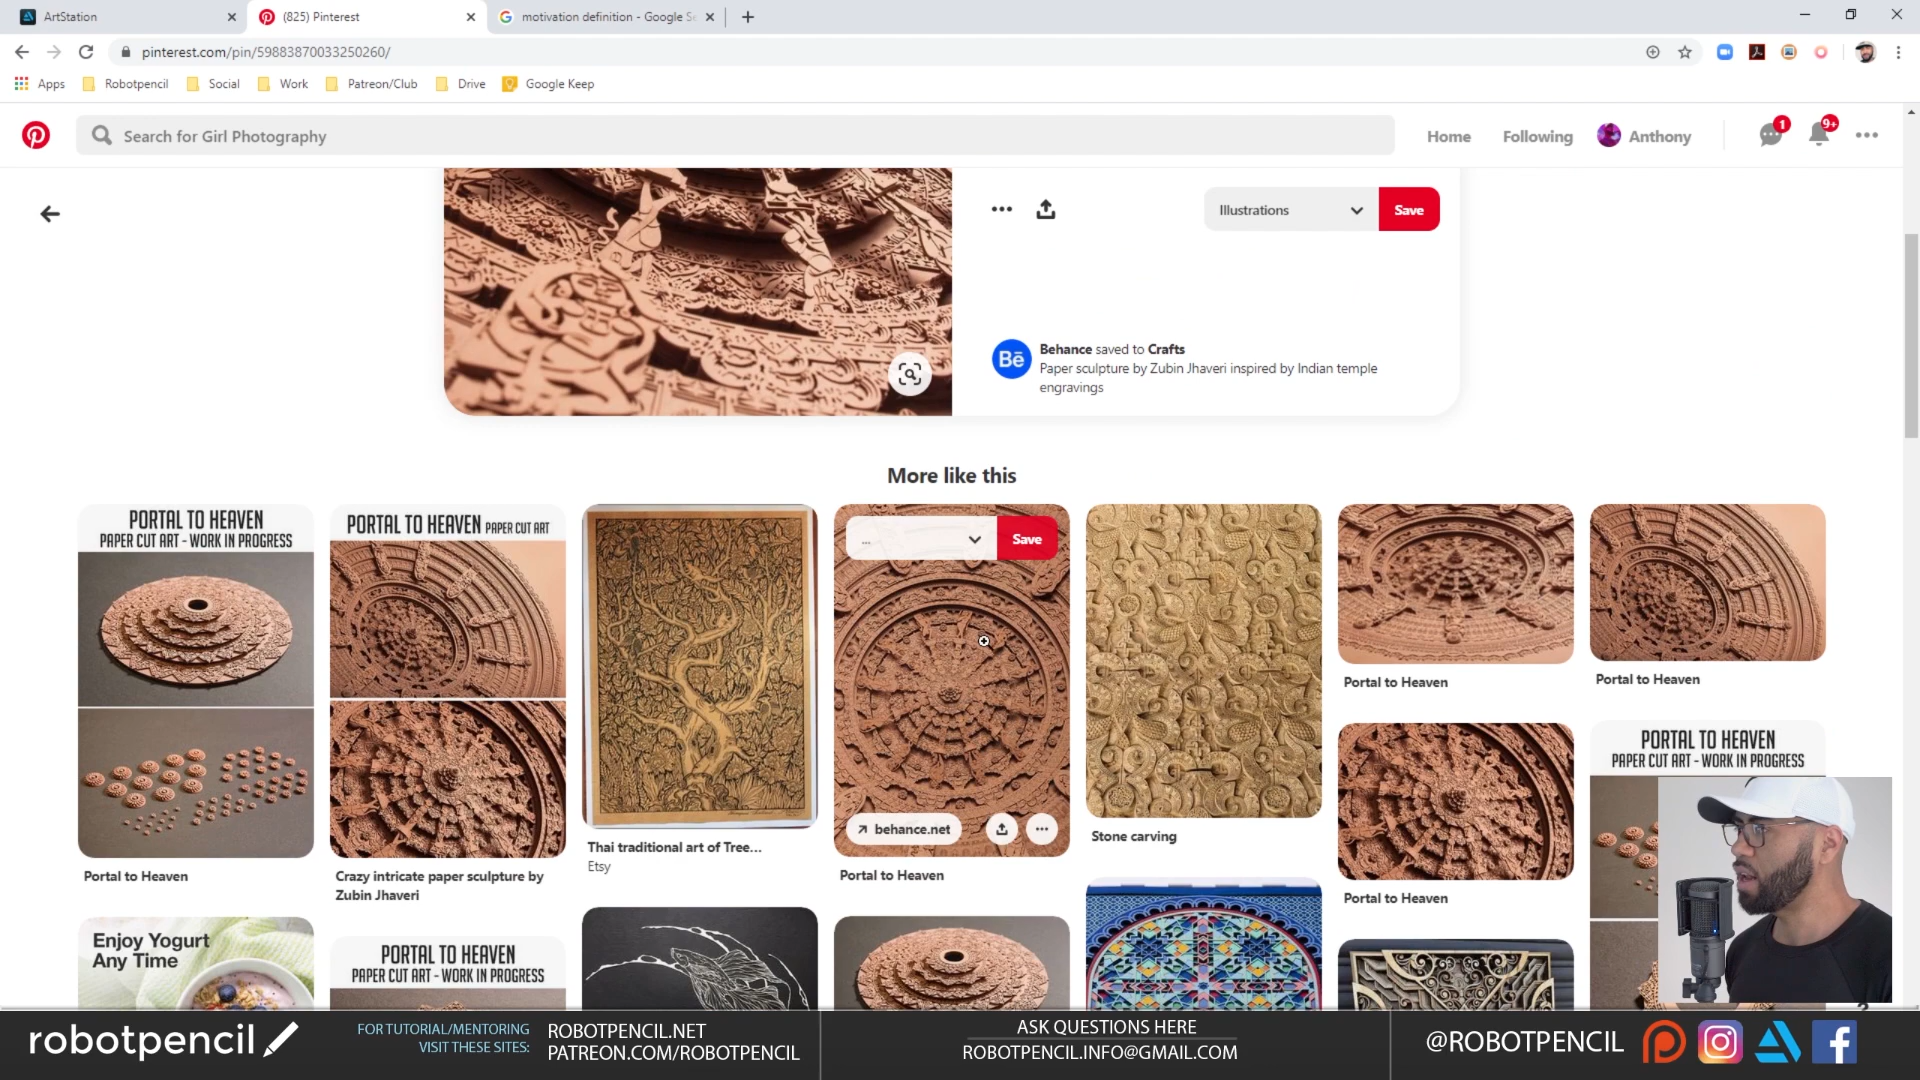 ArtStation
(825) Pinterest
motivation definition - Google Se
pinterest.com/pin/59883870033250260/
Apps
Robotpencil
Social
Work
Patreon/Club
Drive
Google Keep
Search for Girl Photography
Home
Following
Anthony
1
9+
Illustrations
Save
Bē
Behance saved to Crafts
Paper sculpture by Zubin Jhaveri inspired by Indian temple
engravings
More like this
PORTAL TO HEAVEN
PAPER CUT ART - WORK IN PROGRESS
Portal to Heaven
PORTAL TO HEAVEN PAPER CUT ART
Crazy intricate paper sculpture by
Zubin Jhaveri
Thai traditional art of Tree...
Etsy
...
Save
behance.net
Portal to Heaven
Stone carving
Portal to Heaven
Portal to Heaven
Portal to Heaven
PORTAL TO HEAVEN
PAPER CUT ART - WORK IN PROGRESS
Enjoy Yogurt
Any Time
PORTAL TO HEAVEN
PAPER CUT ART - WORK IN PROGRESS
robotpencil
FOR TUTORIAL/MENTORING
VISIT THESE SITES:
ROBOTPENCIL.NET
PATREON.COM/ROBOTPENCIL
ASK QUESTIONS HERE
ROBOTPENCIL.INFO@GMAIL.COM
@ROBOTPENCIL